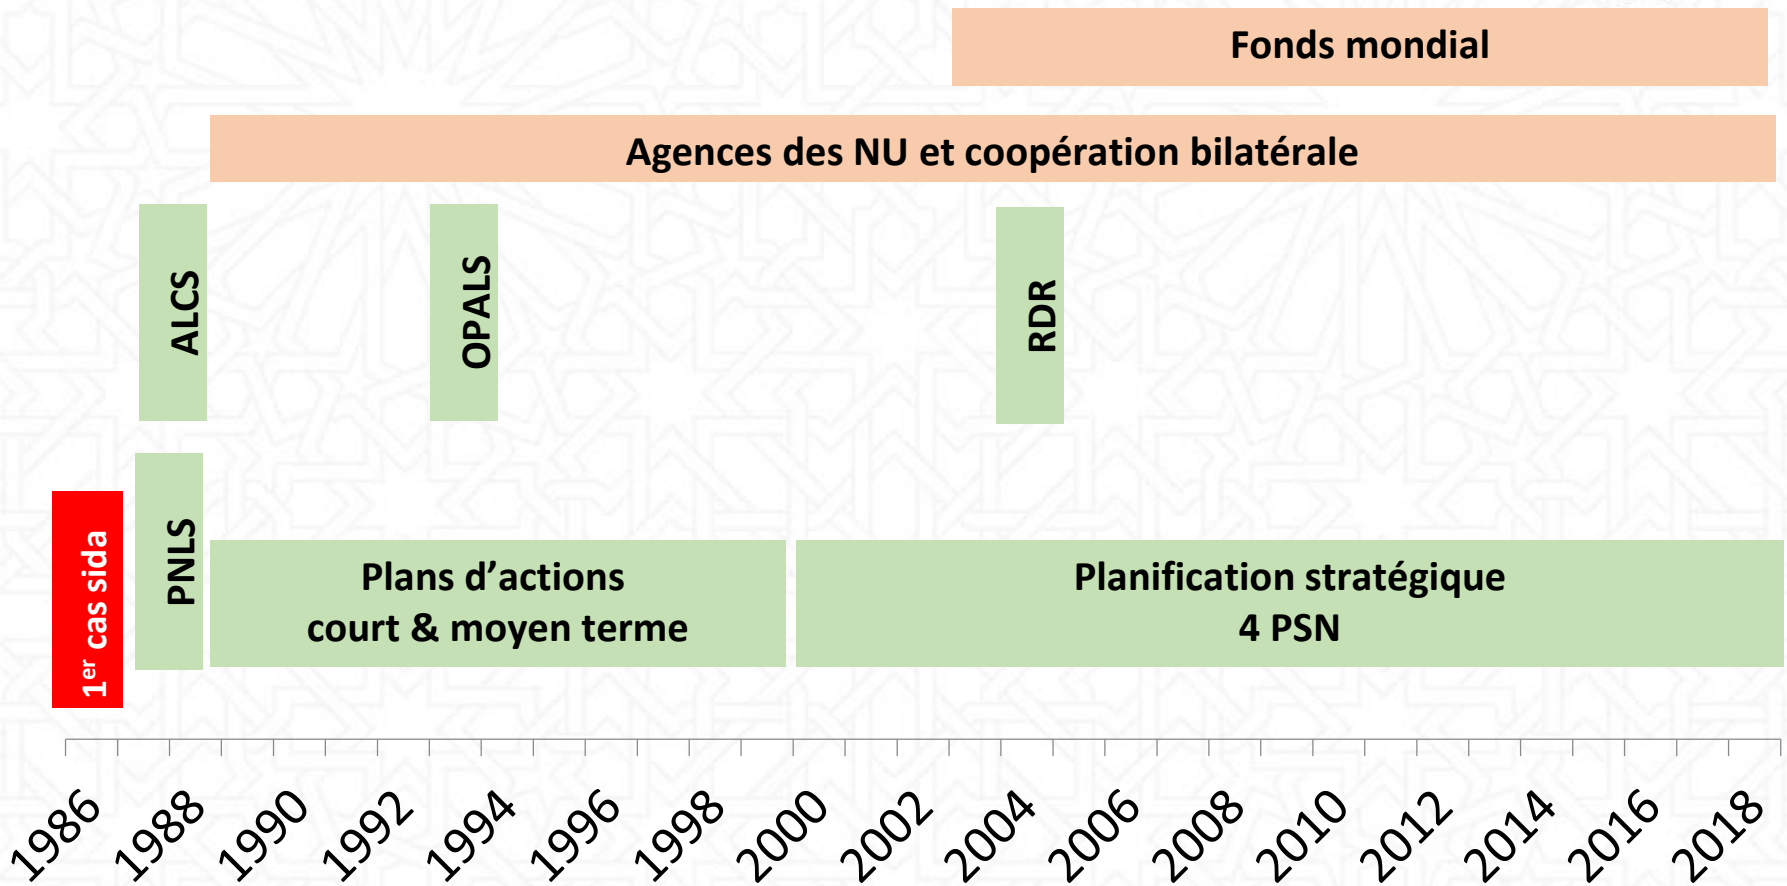 Fonds mondial
Agences des NU et coopération bilatérale
ALCS
OPALS
RDR
1er cas sida
PNLS
Plans d’actions
court & moyen terme
Planification stratégique
4 PSN
1986
1988
1990
1992
1994
1996
1998
2000
2002
2004
2006
2008
2010
2012
2014
2016
2018